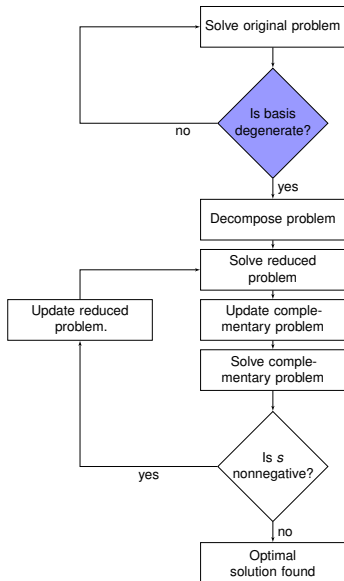 Solve original problem
Is basis
degenerate?
no
yes
Decompose problem
Solve reduced
problem
Update reduced
problem.
Update comple-
mentary problem
Solve comple-
mentary problem
Is s
nonnegative?
yes
no
Optimal
solution found